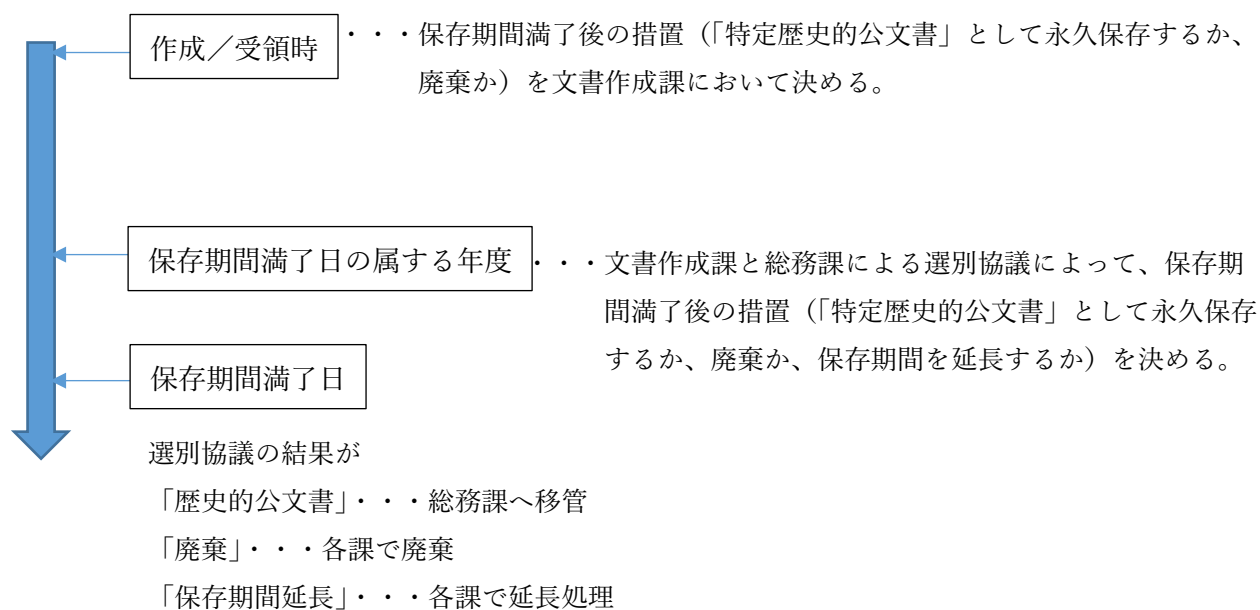 作成／受領時
・・・保存期間満了後の措置（「特定歴史的公文書」として永久保存するか、
廃棄か）を文書作成課において決める。
保存期間満了日の属する年度
・・・文書作成課と総務課による選別協議によって、保存期
間満了後の措置（「特定歴史的公文書」として永久保存
するか、廃棄か、保存期間を延長するか）を決める。
保存期間満了日
選別協議の結果が
「歴史的公文書」・・・総務課へ移管
「廃棄」・・・各課で廃棄
「保存期間延長」・・・各課で延長処理